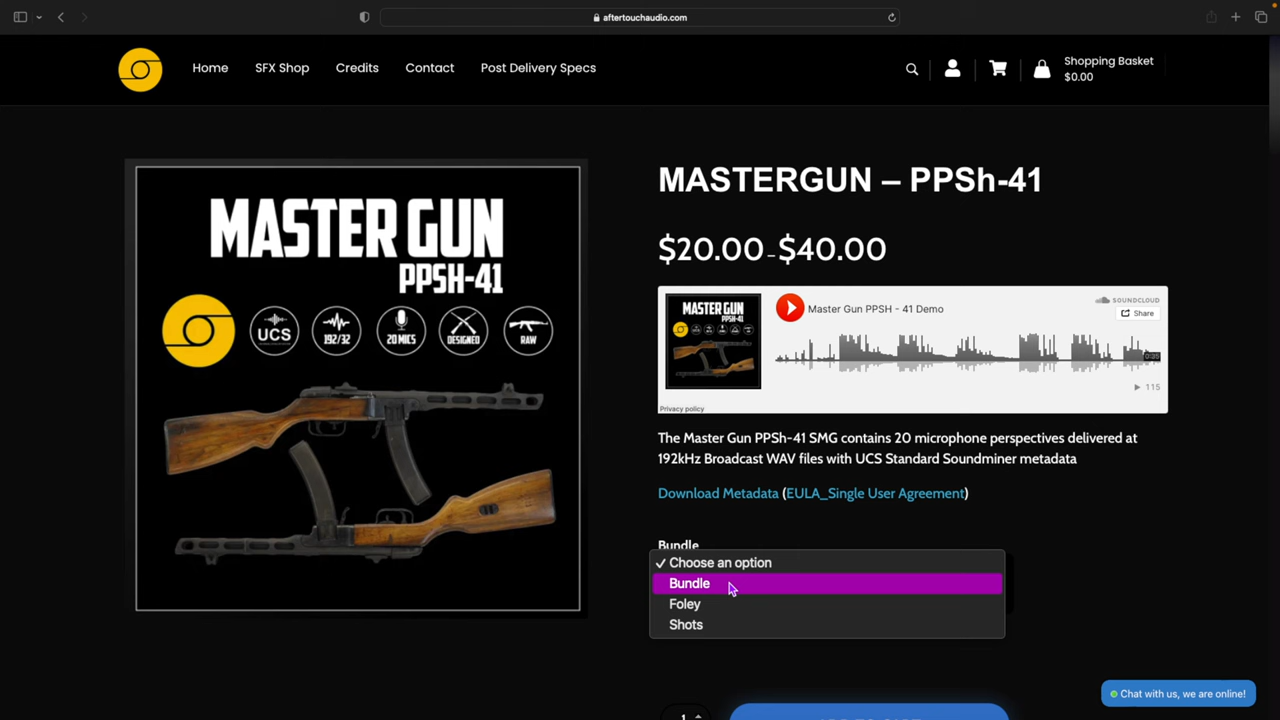 aftertouchaudio.com
Home
SFX Shop
Credits
Contact
Post Delivery Specs
Shopping Basket
$0.00
MASTER GUN
PPSH-41
UCS
192/32
20 MICS
DESIGNED
RAW
MASTERGUN – PPSh-41
$20.00 – $40.00
MASTER GUN
PPSH-41
Master Gun PPSH - 41 Demo
SOUNDCLOUD
Share
0:35
115
Privacy policy
The Master Gun PPSh-41 SMG contains 20 microphone perspectives delivered at
192kHz Broadcast WAV files with UCS Standard Soundminer metadata
Download Metadata (EULA_Single User Agreement)
Bundle
✓ Choose an option
Bundle
Foley
Shots
1
Chat with us, we are online!